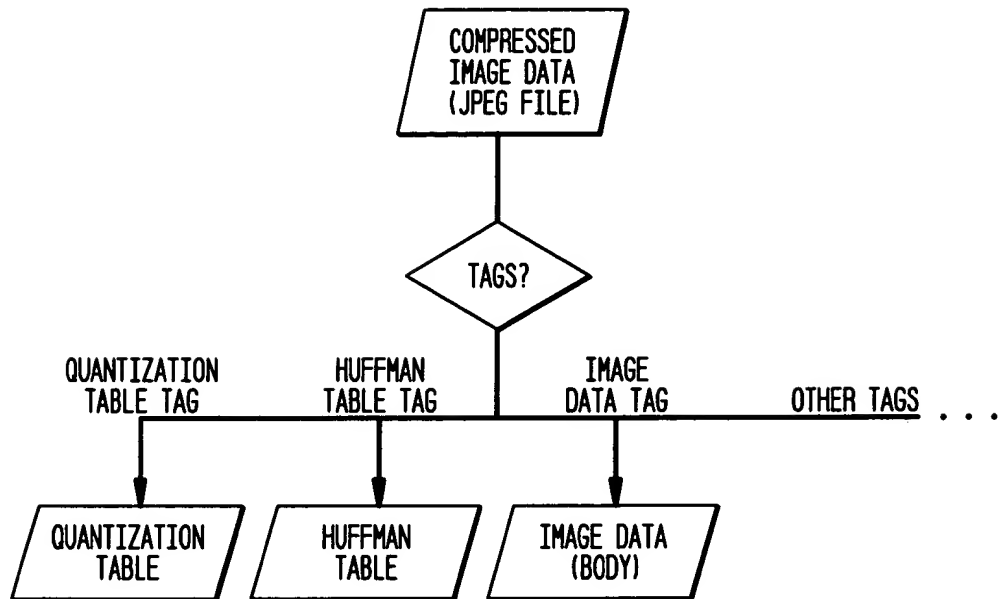 COMPRESSED
IMAGE DATA
(JPEG FILE)
TAGS?
QUANTIZATION
TABLE TAG
HUFFMAN
TABLE TAG
IMAGE
DATA TAG
OTHER TAGS . . .
QUANTIZATION
TABLE
HUFFMAN
TABLE
IMAGE DATA
(BODY)